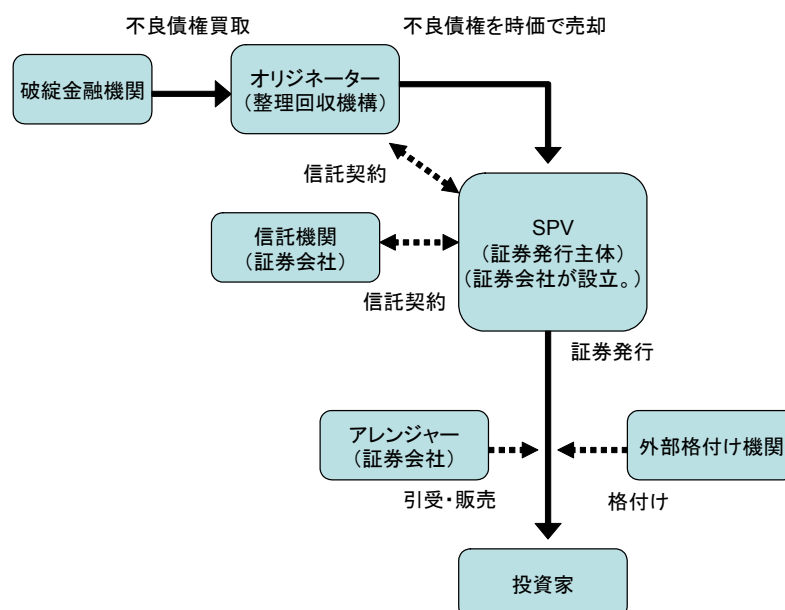 不良債権買取
不良債権を時価で売却
破綻金融機関
オリジネーター
（整理回収機構）
信託契約
信託機関
（証券会社）
信託契約
SPV
（証券発行主体）
（証券会社が設立。）
証券発行
アレンジャー
（証券会社）
外部格付け機関
引受・販売
格付け
投資家